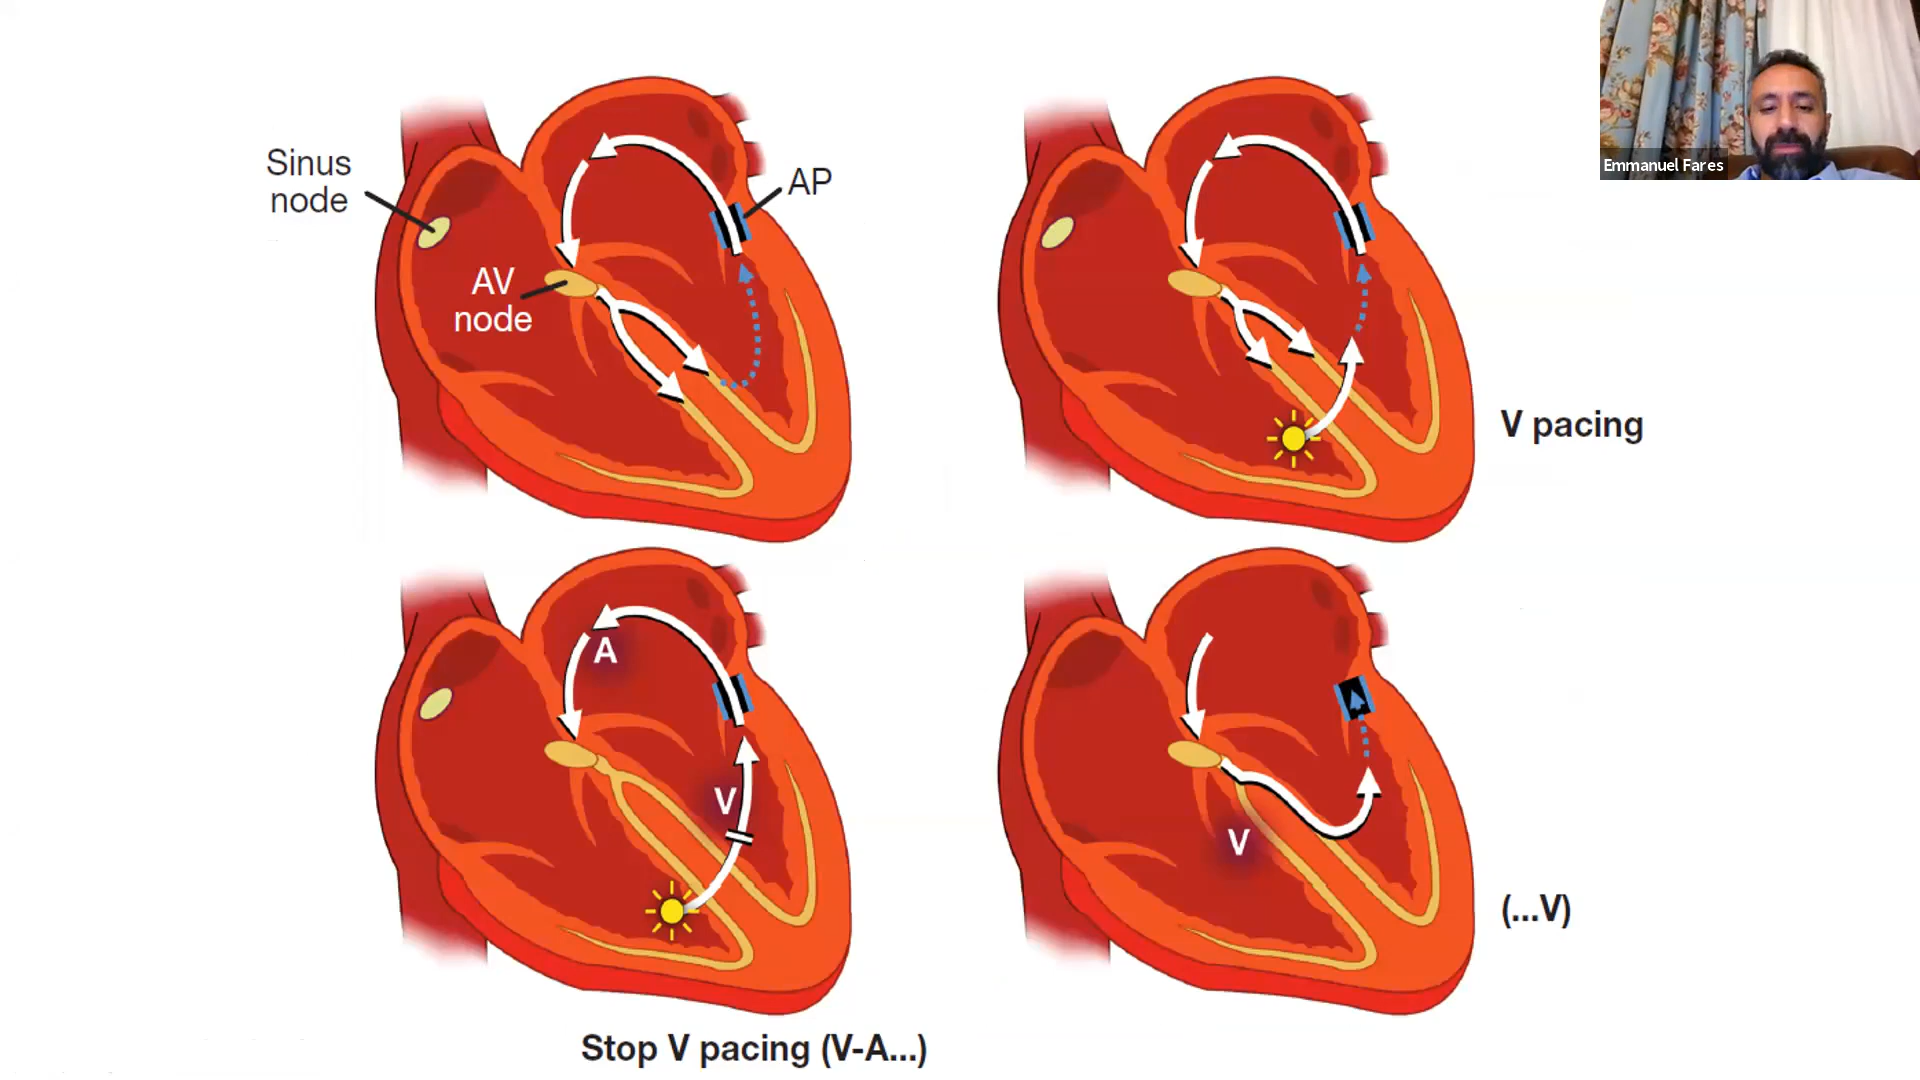 Sinus
node
AP
AV
node
Emmanuel Fares
V pacing
A
V
Stop V pacing (V-A...)
V
(...V)